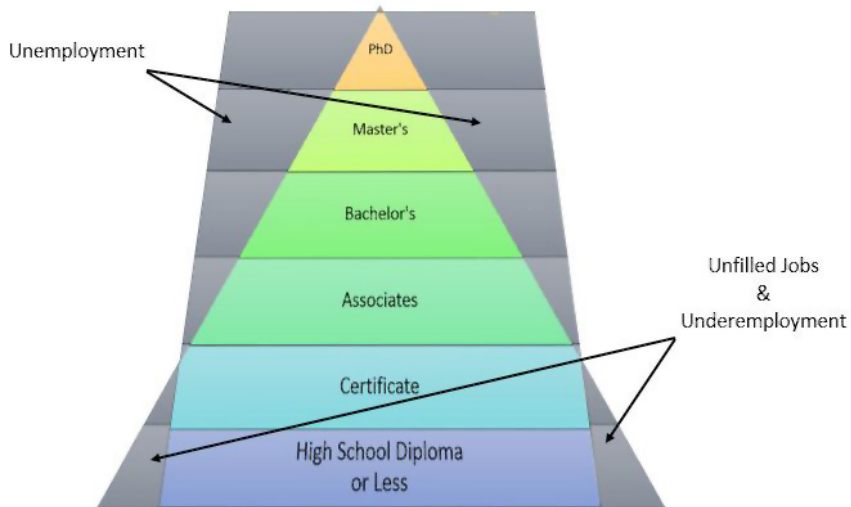 Unemployment
PhD
Master's
Bachelor's
Unfilled Jobs
&
Underemployment
Associates
Certificate
High School Diploma
or Less